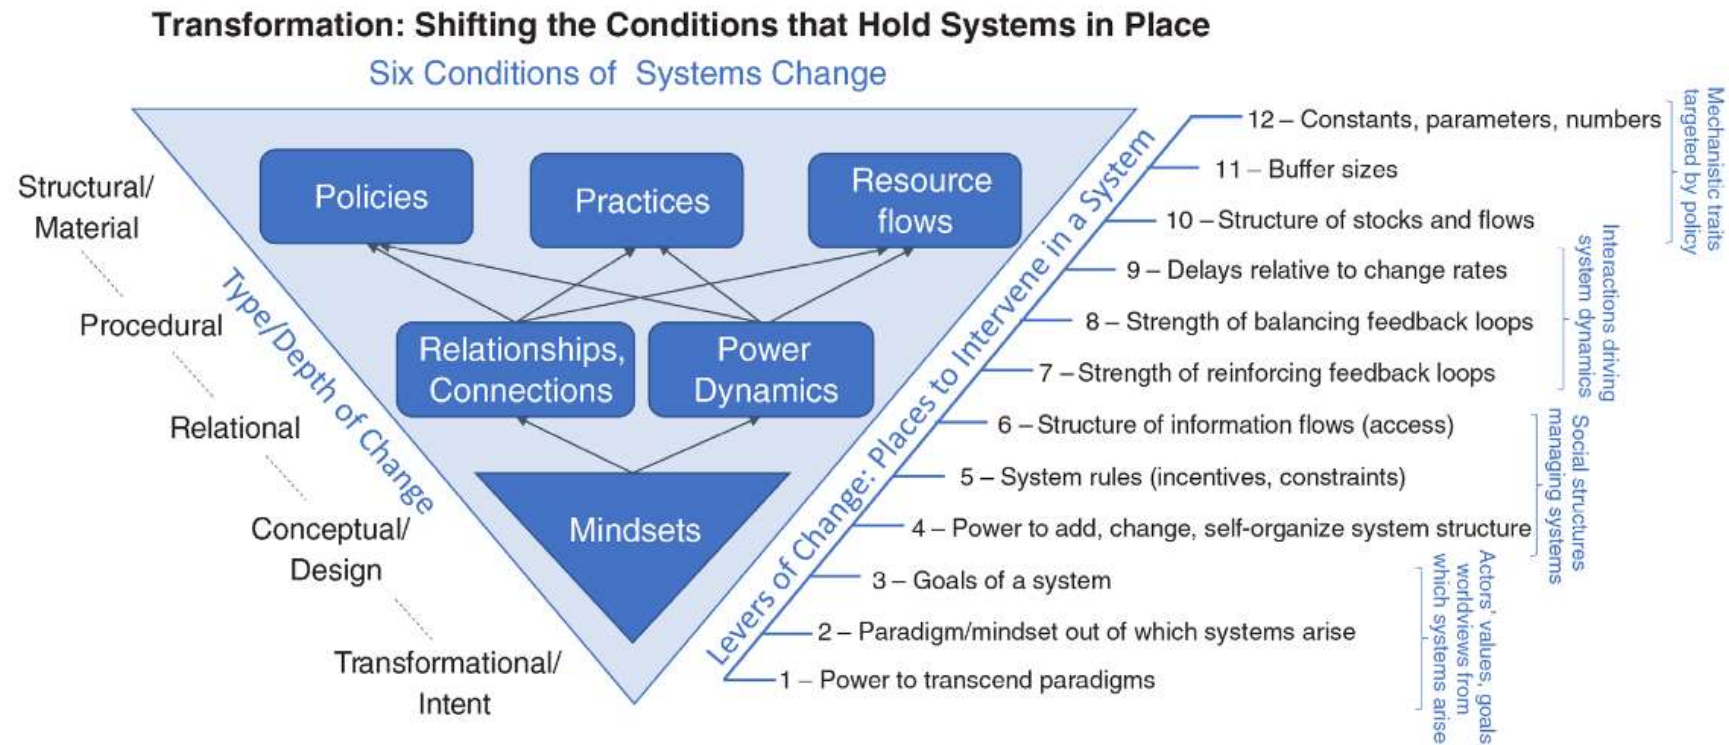 Transformation: Shifting the Conditions that Hold Systems in Place
Six Conditions of Systems Change
Structural/
Material
Procedural
Relational
Conceptual/
Design
Transformational/
Intent
Type/Depth of Change
Policies
Practices
Resource
flows
Relationships,
Connections
Power
Dynamics
Mindsets
Levers of Change: Places to Intervene in a System
12 – Constants, parameters, numbers
11 – Buffer sizes
10 – Structure of stocks and flows
9 – Delays relative to change rates
8 – Strength of balancing feedback loops
7 – Strength of reinforcing feedback loops
6 – Structure of information flows (access)
5 – System rules (incentives, constraints)
4 – Power to add, change, self-organize system structure
3 – Goals of a system
2 – Paradigm/mindset out of which systems arise
1 – Power to transcend paradigms
Mechanistic traits
targeted by policy
Interactions driving
system dynamics
Social structures
managing systems
Actors' values, goals
worldviews from
which systems arise